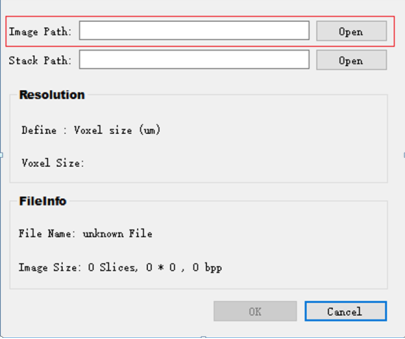 Image Path: Open
Stack Path: Open
Resolution
Define : Voxel size (um)
Voxel Size:
FileInfo
File Name: unknown File
Image Size: 0 Slices, 0 * 0 , 0 bpp
OK Cancel